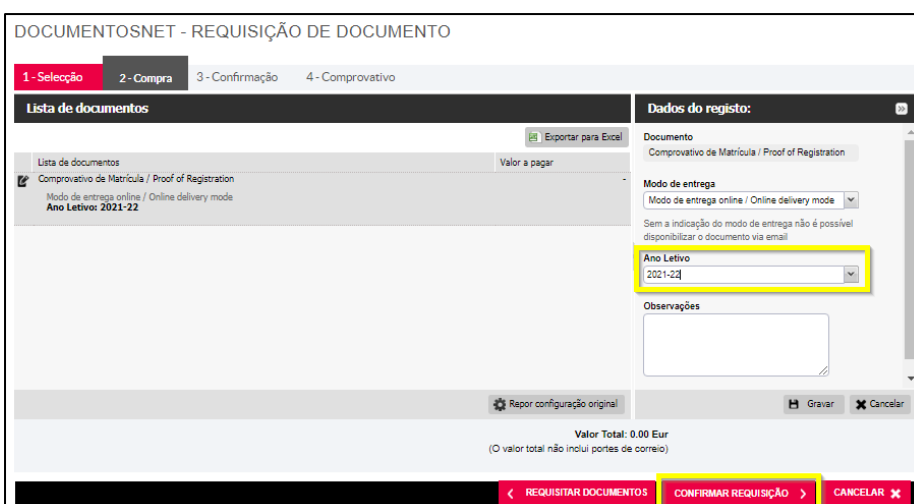 DOCUMENTOSNET - REQUISIÇÃO DE DOCUMENTO
1 - Selecção 2 - Compra 3 - Confirmação 4 - Comprovativo
Lista de documentos
Exportar para Excel
Lista de documentos Valor a pagar
Comprovativo de Matrícula / Proof of Registration -
Modo de entrega online / Online delivery mode
Ano Letivo: 2021-22
Repor configuração original
Dados do registo:
Documento
Comprovativo de Matrícula / Proof of Registration
Modo de entrega
Modo de entrega online / Online delivery mode
Sem a indicação do modo de entrega não é possível
disponibilizar o documento via email
Ano Letivo
2021-22
Observações
Gravar Cancelar
Valor Total: 0.00 Eur
(O valor total não inclui portes de correio)
REQUISITAR DOCUMENTOS CONFIRMAR REQUISIÇÃO CANCELAR